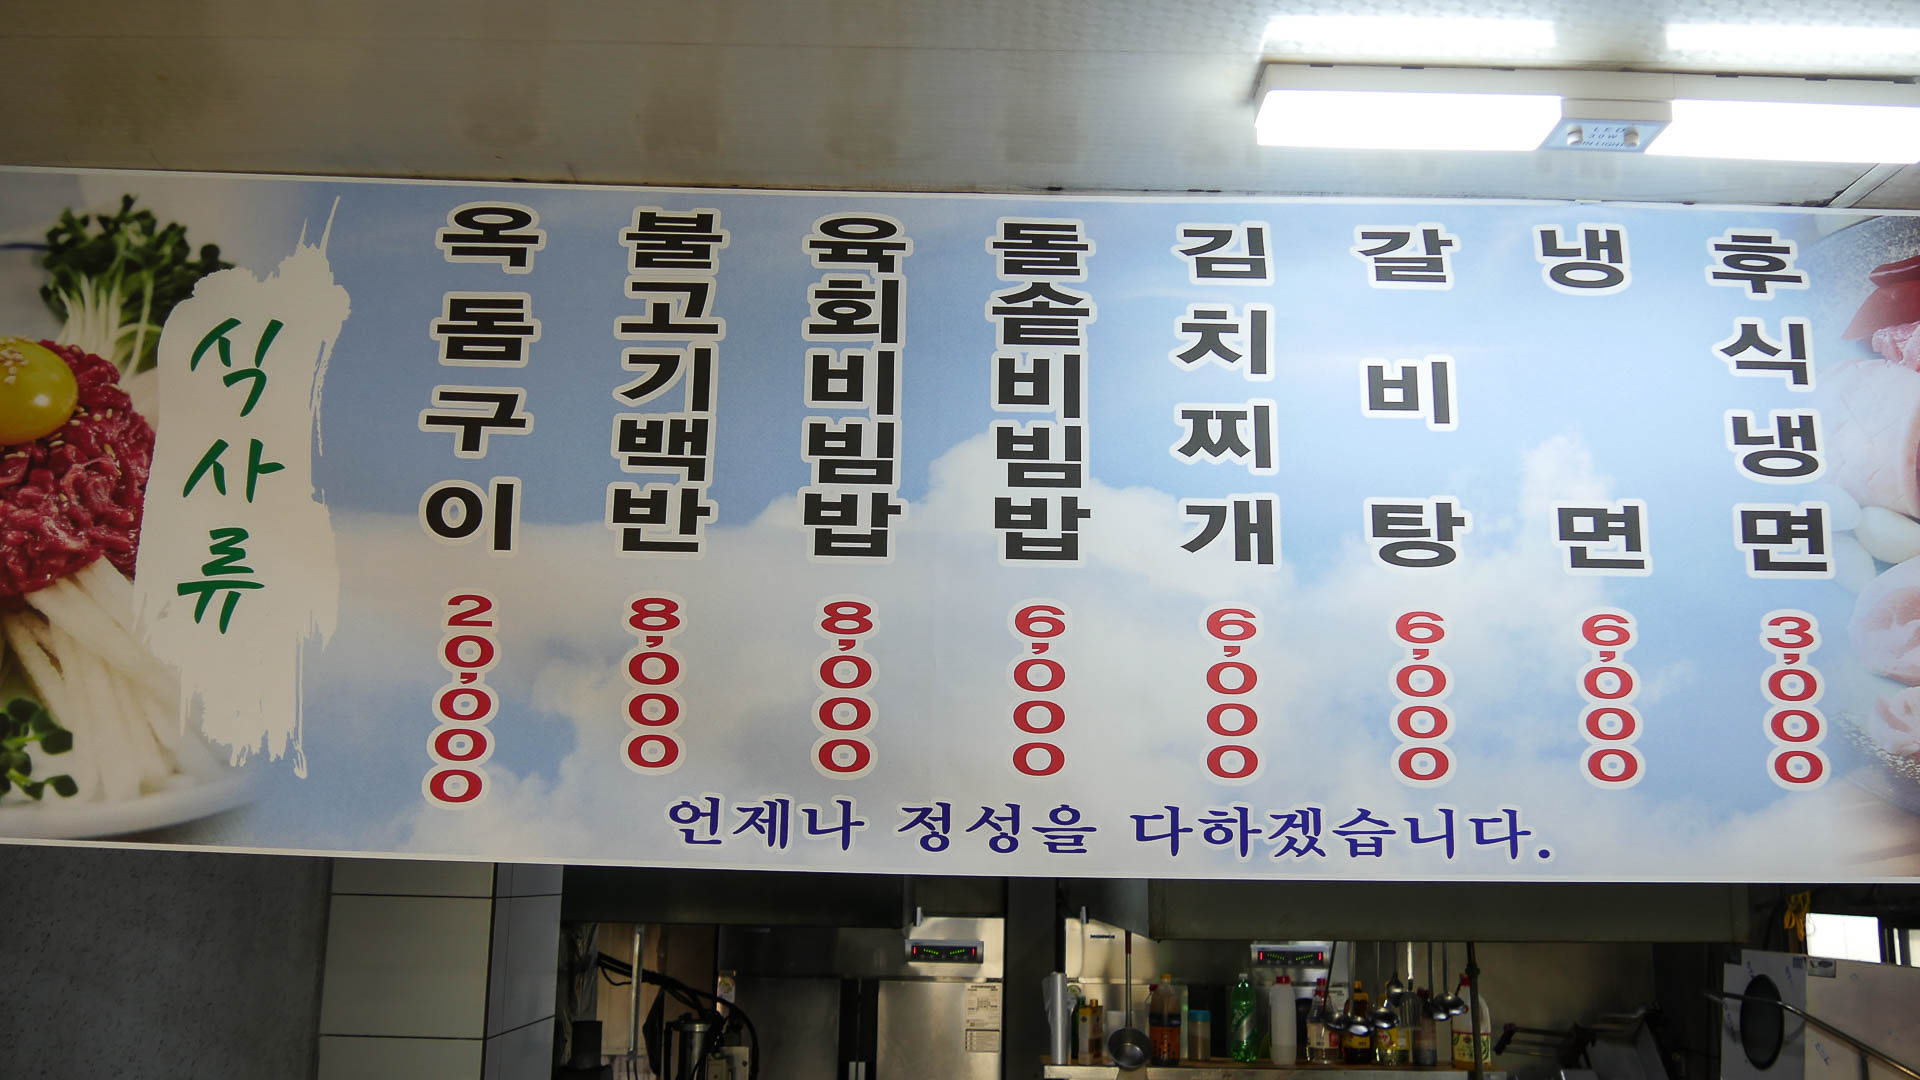 식사류
옥돔구이 20,000
불고기백반 8,000
육회비빔밥 8,000
돌솥비빔밥 6,000
김치찌개 6,000
갈비탕 6,000
냉면 6,000
후식냉면 3,000
언제나 정성을 다하겠습니다.
LED
30W